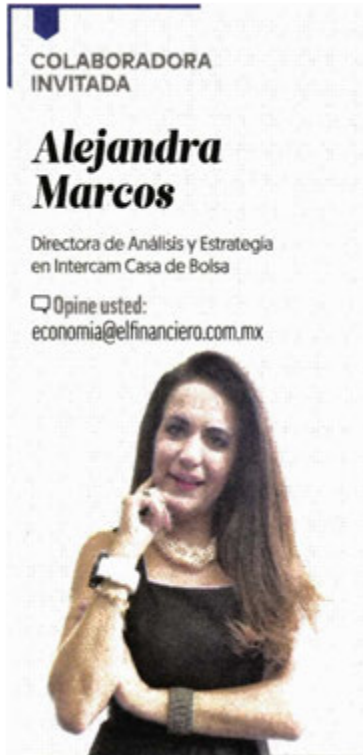 COLABORADORA
INVITADA
Alejandra
Marcos
Directora de Análisis y Estrategia
en Intercam Casa de Bolsa
Opine usted:
economia@elfinanciero.com.mx